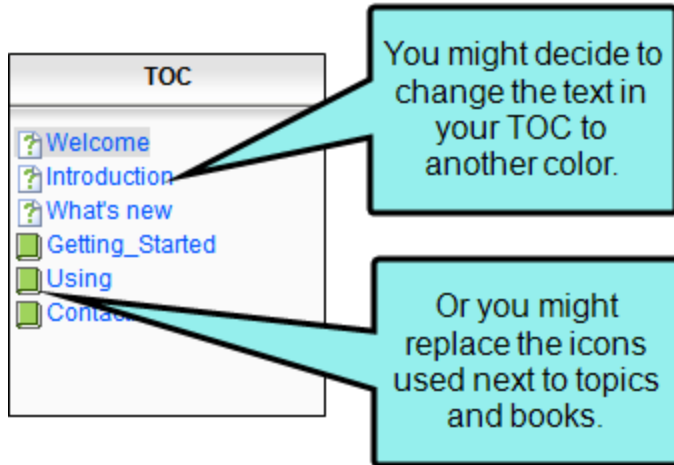 TOC
Welcome
Introduction
What's new
Getting_Started
Using
You might decide to
change the text in
your TOC to
another color.
Or you might
replace the icons
used next to topics
and books.